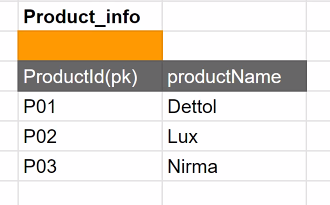 Product_info
ProductId(pk) productName
P01 Dettol
P02 Lux
P03 Nirma